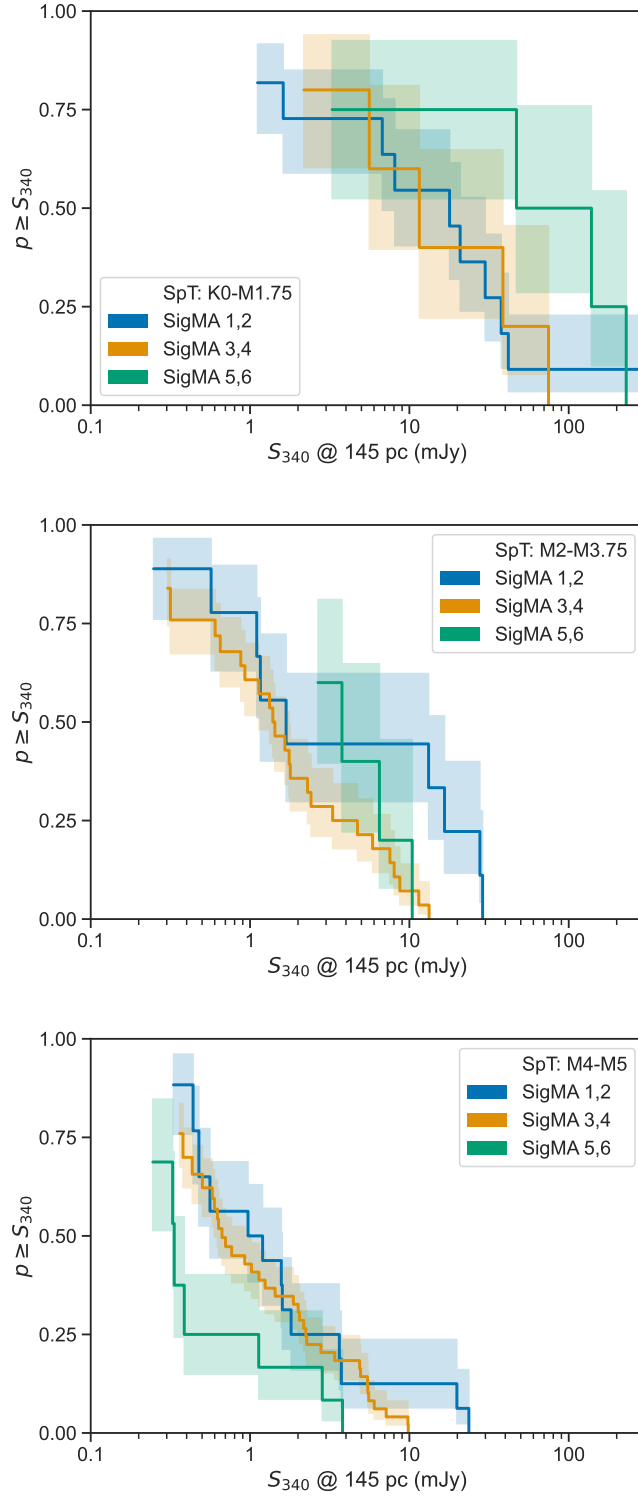 1.00
0.75
0.50
0.25
0.00
p ≥ S340
SpT: K0-M1.75
SigMA 1,2
SigMA 3,4
SigMA 5,6
0.1 1 10 100
S340 @ 145 pc (mJy)
1.00
0.75
0.50
0.25
0.00
p ≥ S340
SpT: M2-M3.75
SigMA 1,2
SigMA 3,4
SigMA 5,6
0.1 1 10 100
S340 @ 145 pc (mJy)
1.00
0.75
0.50
0.25
0.00
p ≥ S340
SpT: M4-M5
SigMA 1,2
SigMA 3,4
SigMA 5,6
0.1 1 10 100
S340 @ 145 pc (mJy)